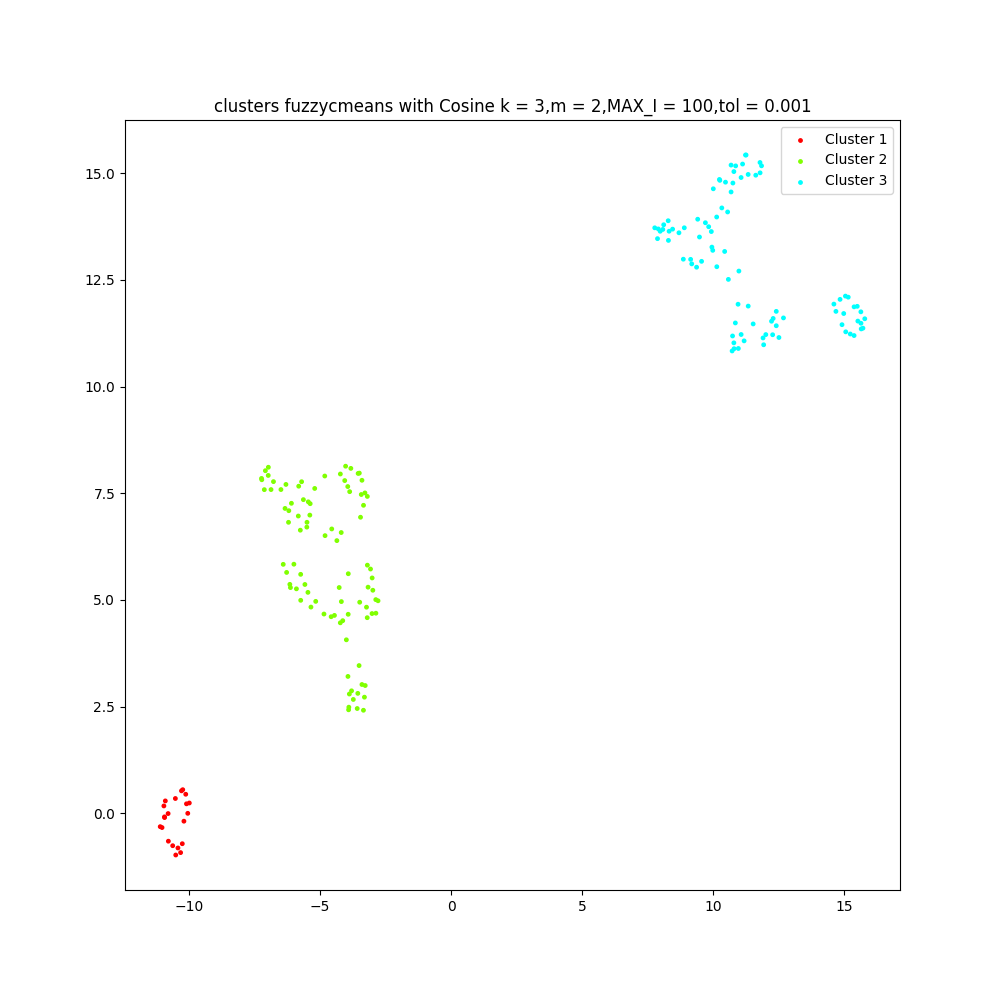 clusters fuzzycmeans with Cosine k = 3,m = 2,MAX_I = 100,tol = 0.001
Cluster 1
Cluster 2
Cluster 3
15.0
12.5
10.0
7.5
5.0
2.5
0.0
−10 −5 0 5 10 15